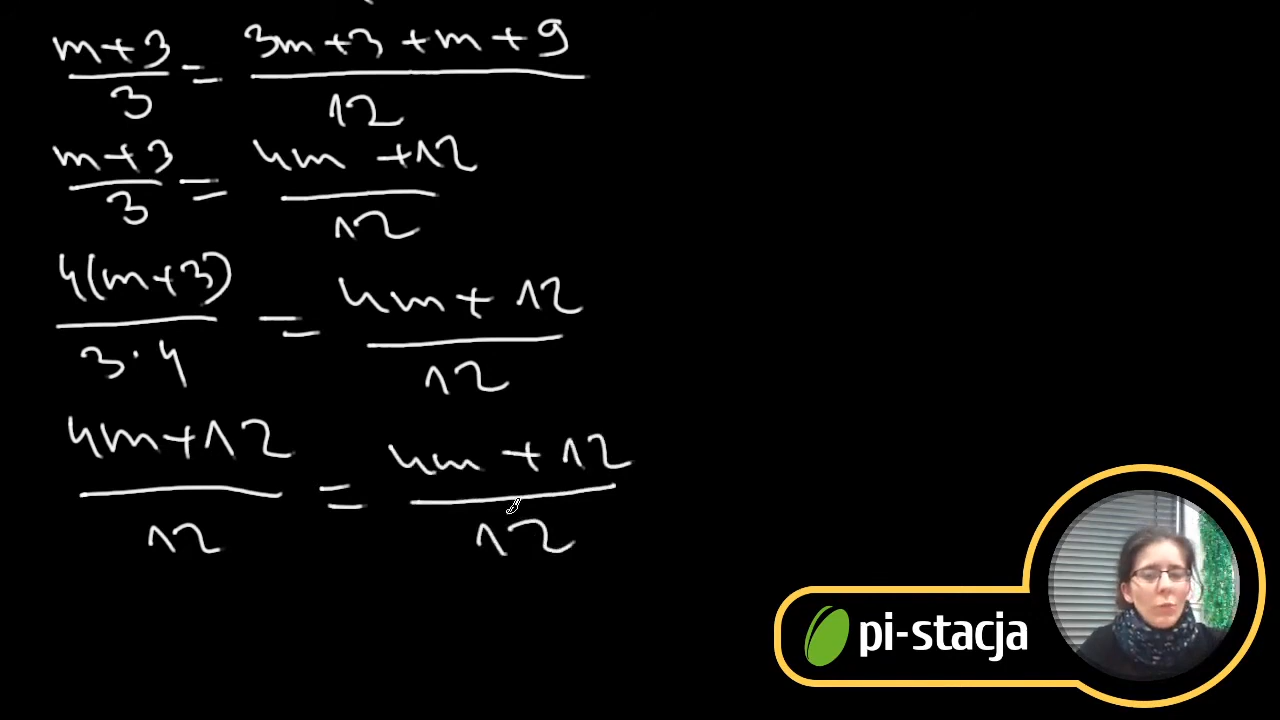 m+3/3 = 3m+3+m+9/12
m+3/3 = 4m+12/12
4(m+3)/3·4 = 4m+12/12
4m+12/12 = 4m+12/12
pi-stacja